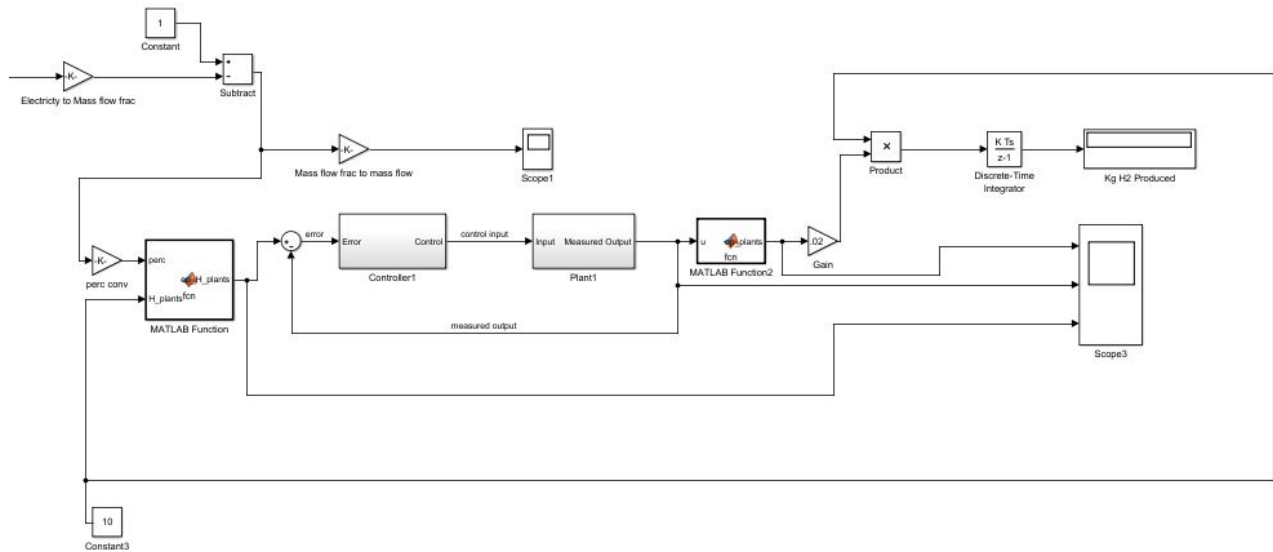 1
Constant
-K-
Electricty to Mass flow frac
+
−
Subtract
-K-
Mass flow frac to mass flow
Scope1
×
Product
K Ts
z-1
Discrete-Time
Integrator
Kg H2 Produced
-K-
perc conv
perc
H_plants
fcn
MATLAB Function
+
−
error
Error
Control
Controller1
control input
Input
Measured Output
Plant1
u
fcn
MATLAB Function2
.02
Gain
measured output
Scope3
10
Constant3